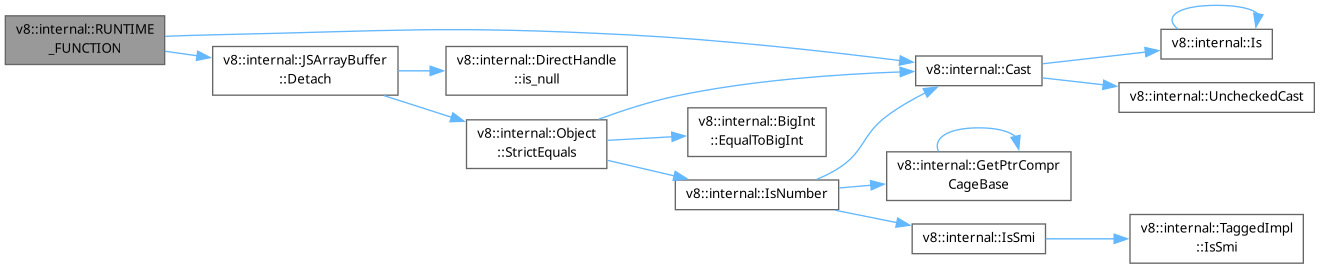 v8::internal::RUNTIME
_FUNCTION
v8::internal::JSArrayBuffer
::Detach
v8::internal::DirectHandle
::is_null
v8::internal::Object
::StrictEquals
v8::internal::BigInt
::EqualToBigInt
v8::internal::IsNumber
v8::internal::Cast
v8::internal::GetPtrCompr
CageBase
v8::internal::IsSmi
v8::internal::Is
v8::internal::UncheckedCast
v8::internal::TaggedImpl
::IsSmi